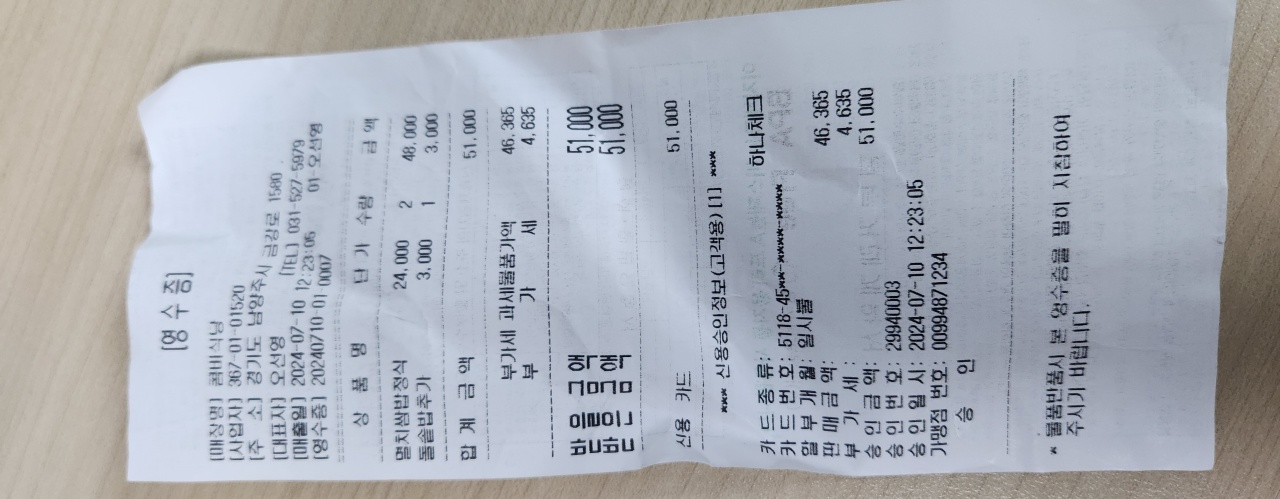 [영 수 증]
[매장명] 콤비식당
[사업자] 367-01-01520
[주 소] 경기도 남양주시 금강로 1580
[대표자] 오선영 [TEL] 031-527-5979
[매출일] 2024-07-10 12:23:05 01-오선영
[영수증] 20240710-01 0007
상 품 명 단 가 수량 금 액
멸치쌈밥정식 24,000 2 48,000
돌솥밥추가 3,000 1 3,000
합 계 금 액 51,000
부가세 과세물품가액 46,365
부 가 세 4,635
받을금액 51,000
받은금액 51,000
신용 카드 51,000
*** 신용승인정보(고객용)[1] ***
카 드 종 류: 하나체크
카 드 번 호: 5118-45**-****-****
할 부 개 월: 일시불
판 매 금 액: 46,365
부 가 세 : 4,635
승 인 금 액: 51,000
승 인 번 호: 29940003
승 인 일 시: 2024-07-10 12:23:05
가맹점 번호: 00994871234
승 인
* 물품반품시 본 영수증을 필히 지참하여
주시기 바랍니다.